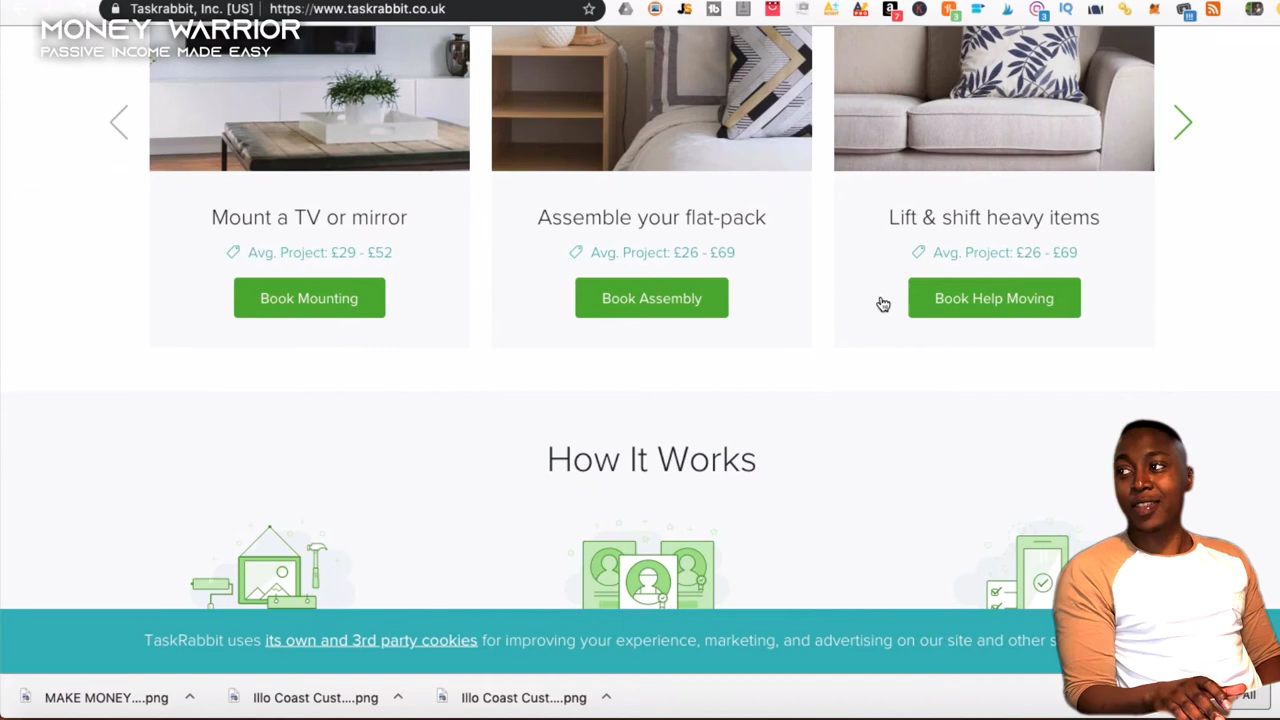 Taskrabbit, Inc. [US] | https://www.taskrabbit.co.uk
MONEY WARRIOR
PASSIVE INCOME MADE EASY
Mount a TV or mirror
Avg. Project: £29 - £52
Book Mounting
Assemble your flat-pack
Avg. Project: £26 - £69
Book Assembly
Lift & shift heavy items
Avg. Project: £26 - £69
Book Help Moving
How It Works
TaskRabbit uses its own and 3rd party cookies for improving your experience, marketing, and advertising on our site and other
MAKE MONEY....png
Illo Coast Cust....png
Illo Coast Cust....png
All